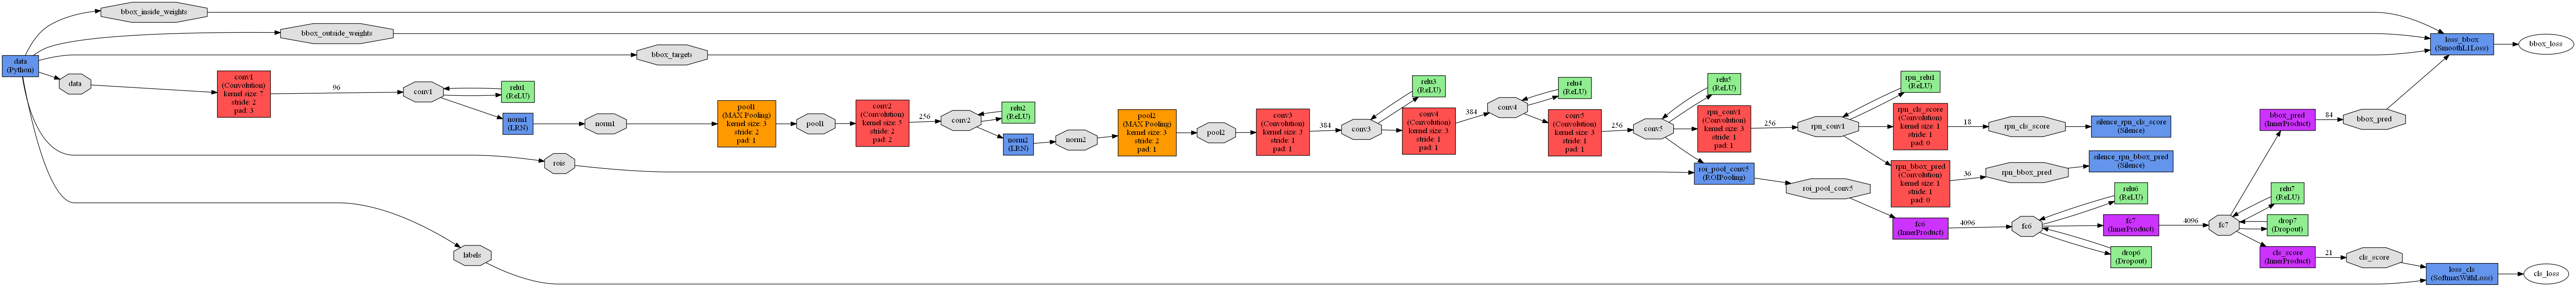 bbox_inside_weights
bbox_outside_weights
bbox_targets
data
(Python)
data
conv1
(Convolution)
kernel size: 7
stride: 2
pad: 3
96
conv1
relu1
(ReLU)
norm1
(LRN)
norm1
pool1
(MAX Pooling)
kernel size: 3
stride: 2
pad: 1
pool1
conv2
(Convolution)
kernel size: 5
stride: 2
pad: 2
256
conv2
relu2
(ReLU)
norm2
(LRN)
norm2
pool2
(MAX Pooling)
kernel size: 3
stride: 2
pad: 1
pool2
conv3
(Convolution)
kernel size: 3
stride: 1
pad: 1
384
conv3
relu3
(ReLU)
conv4
(Convolution)
kernel size: 3
stride: 1
pad: 1
384
conv4
relu4
(ReLU)
conv5
(Convolution)
kernel size: 3
stride: 1
pad: 1
256
conv5
relu5
(ReLU)
rpn_conv1
(Convolution)
kernel size: 3
stride: 1
pad: 1
256
rpn_conv1
rpn_relu1
(ReLU)
rpn_cls_score
(Convolution)
kernel size: 1
stride: 1
pad: 0
18
rpn_cls_score
silence_rpn_cls_score
(Silence)
rpn_bbox_pred
(Convolution)
kernel size: 1
stride: 1
pad: 0
36
rpn_bbox_pred
silence_rpn_bbox_pred
(Silence)
rois
roi_pool_conv5
(ROIPooling)
roi_pool_conv5
fc6
(InnerProduct)
4096
fc6
relu6
(ReLU)
drop6
(Dropout)
fc7
(InnerProduct)
4096
fc7
relu7
(ReLU)
drop7
(Dropout)
bbox_pred
(InnerProduct)
84
bbox_pred
loss_bbox
(SmoothL1Loss)
bbox_loss
cls_score
(InnerProduct)
21
cls_score
labels
loss_cls
(SoftmaxWithLoss)
cls_loss